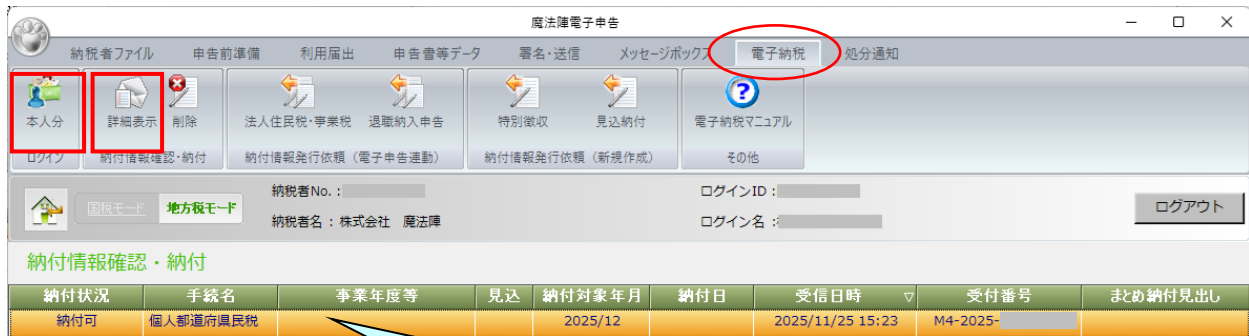 魔法陣電子申告
納税者ファイル 申告前準備 利用届出 申告書等データ 署名・送信 メッセージボックス 電子納税 処分通知
本人分 詳細表示 削除 法人住民税・事業税 退職納入申告 特別徴収 見込納付 電子納税マニュアル
ログイン 納付情報確認・納付 納付情報発行依頼（電子申告連動） 納付情報発行依頼（新規作成） その他
納税者No.： ログインID：
国税モード 地方税モード ログアウト
納税者名：株式会社 魔法陣 ログイン名：
納付情報確認・納付
納付状況 手続名 事業年度等 見込 納付対象年月 納付日 受信日時 ▽ 受付番号 まとめ納付見出し
納付可 個人都道府県民税 2025/12 2025/11/25 15:23 M4-2025-